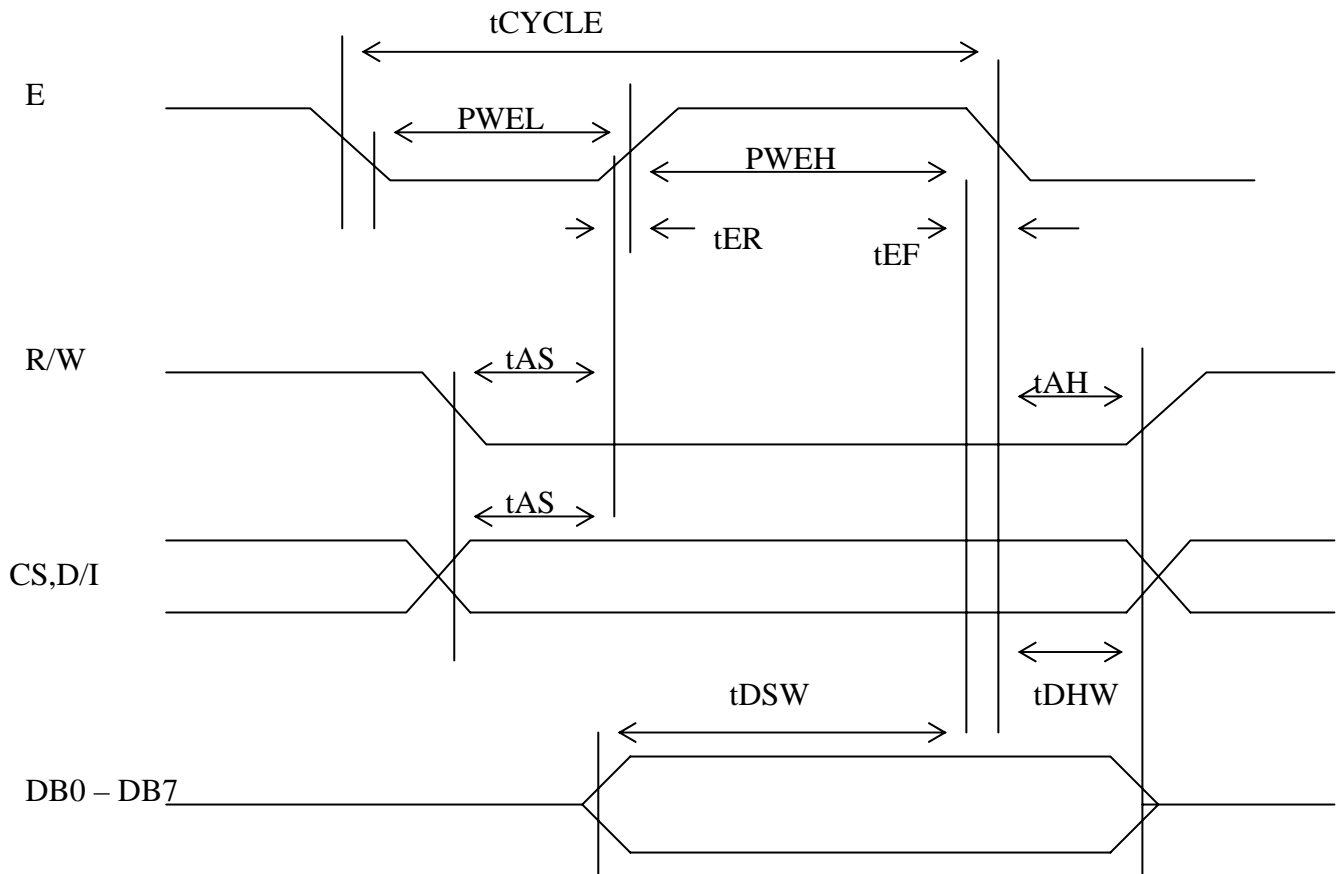 tCYCLE
E
PWEL
PWEH
tER
tEF
R/W
tAS
tAH
tAS
CS,D/I
tDSW
tDHW
DB0 – DB7